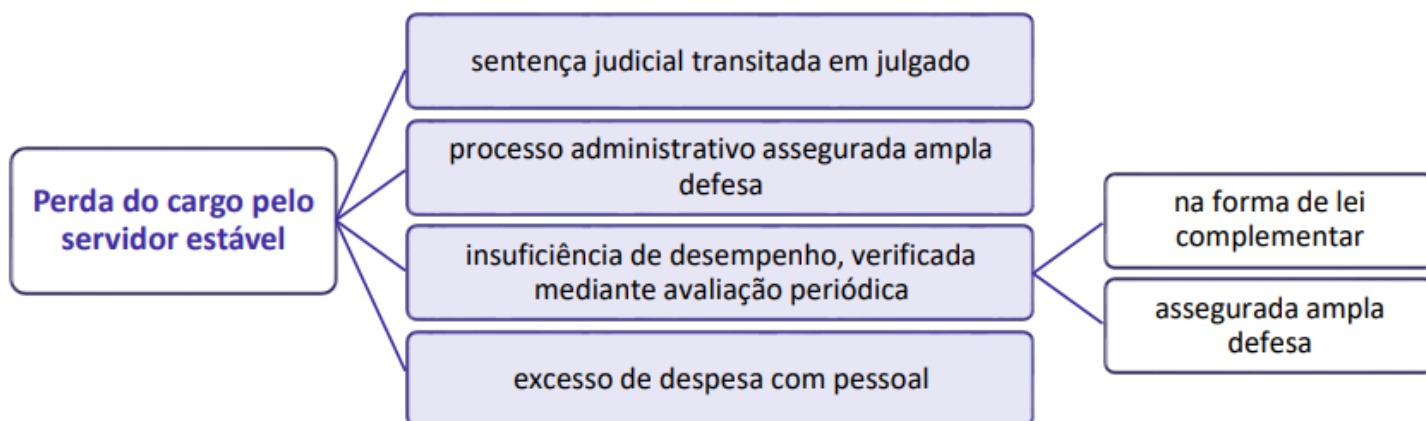 Perda do cargo pelo
servidor estável
sentença judicial transitada em julgado
processo administrativo assegurada ampla
defesa
insuficiência de desempenho, verificada
mediante avaliação periódica
na forma de lei
complementar
assegurada ampla
defesa
excesso de despesa com pessoal